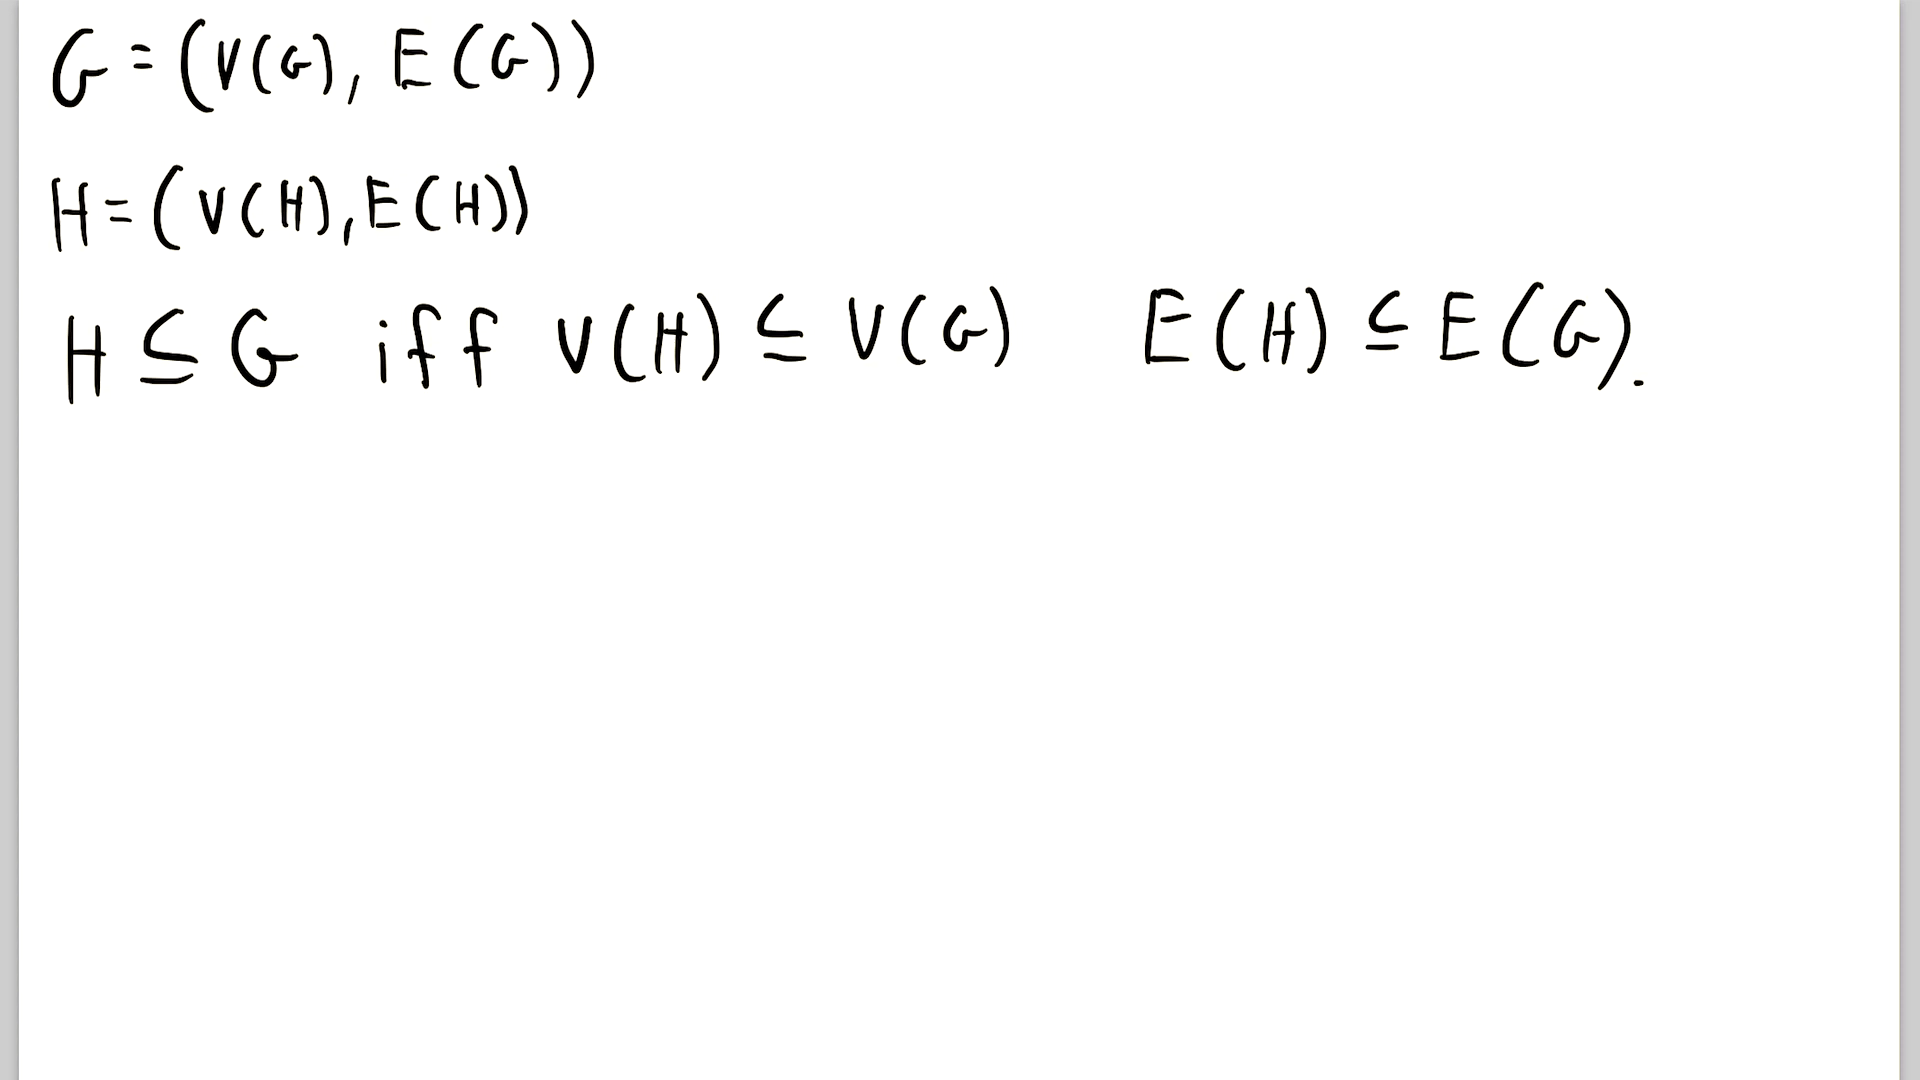 G = (V(G), E(G))
H = (V(H), E(H))
H ⊆ G iff V(H) ⊆ V(G) E(H) ⊆ E(G).